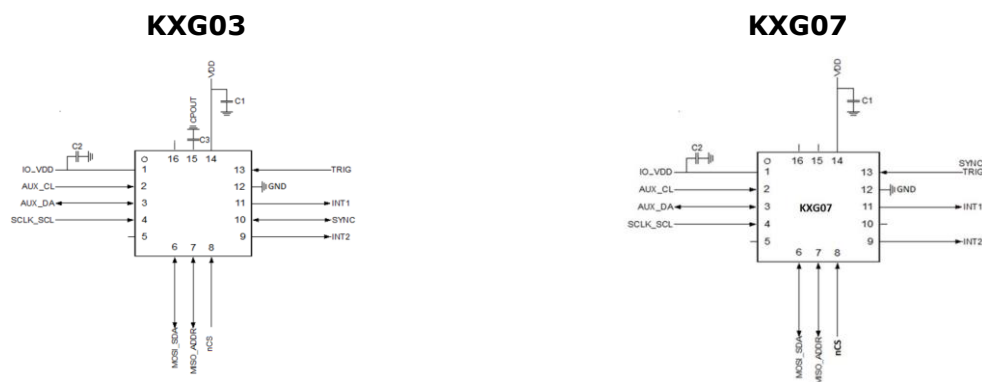 KXG03
KXG07
VDD
C1
CPOUT
C3
C2
16 15 14
IO_VDD 1 13 TRIG
AUX_CL 2 12 GND
AUX_DA 3 11 INT1
SCLK_SCL 4 10 SYNC
5 9 INT2
6 7 8
MOSI_SDA
MISO_ADDR
nCS
VDD
C1
C2
16 15 14
SYNC
IO_VDD 1 13 TRIG
AUX_CL 2 12 GND
AUX_DA 3 KXG07 11 INT1
SCLK_SCL 4 10
5 9 INT2
6 7 8
MOSI_SDA
MISO_ADDR
nCS